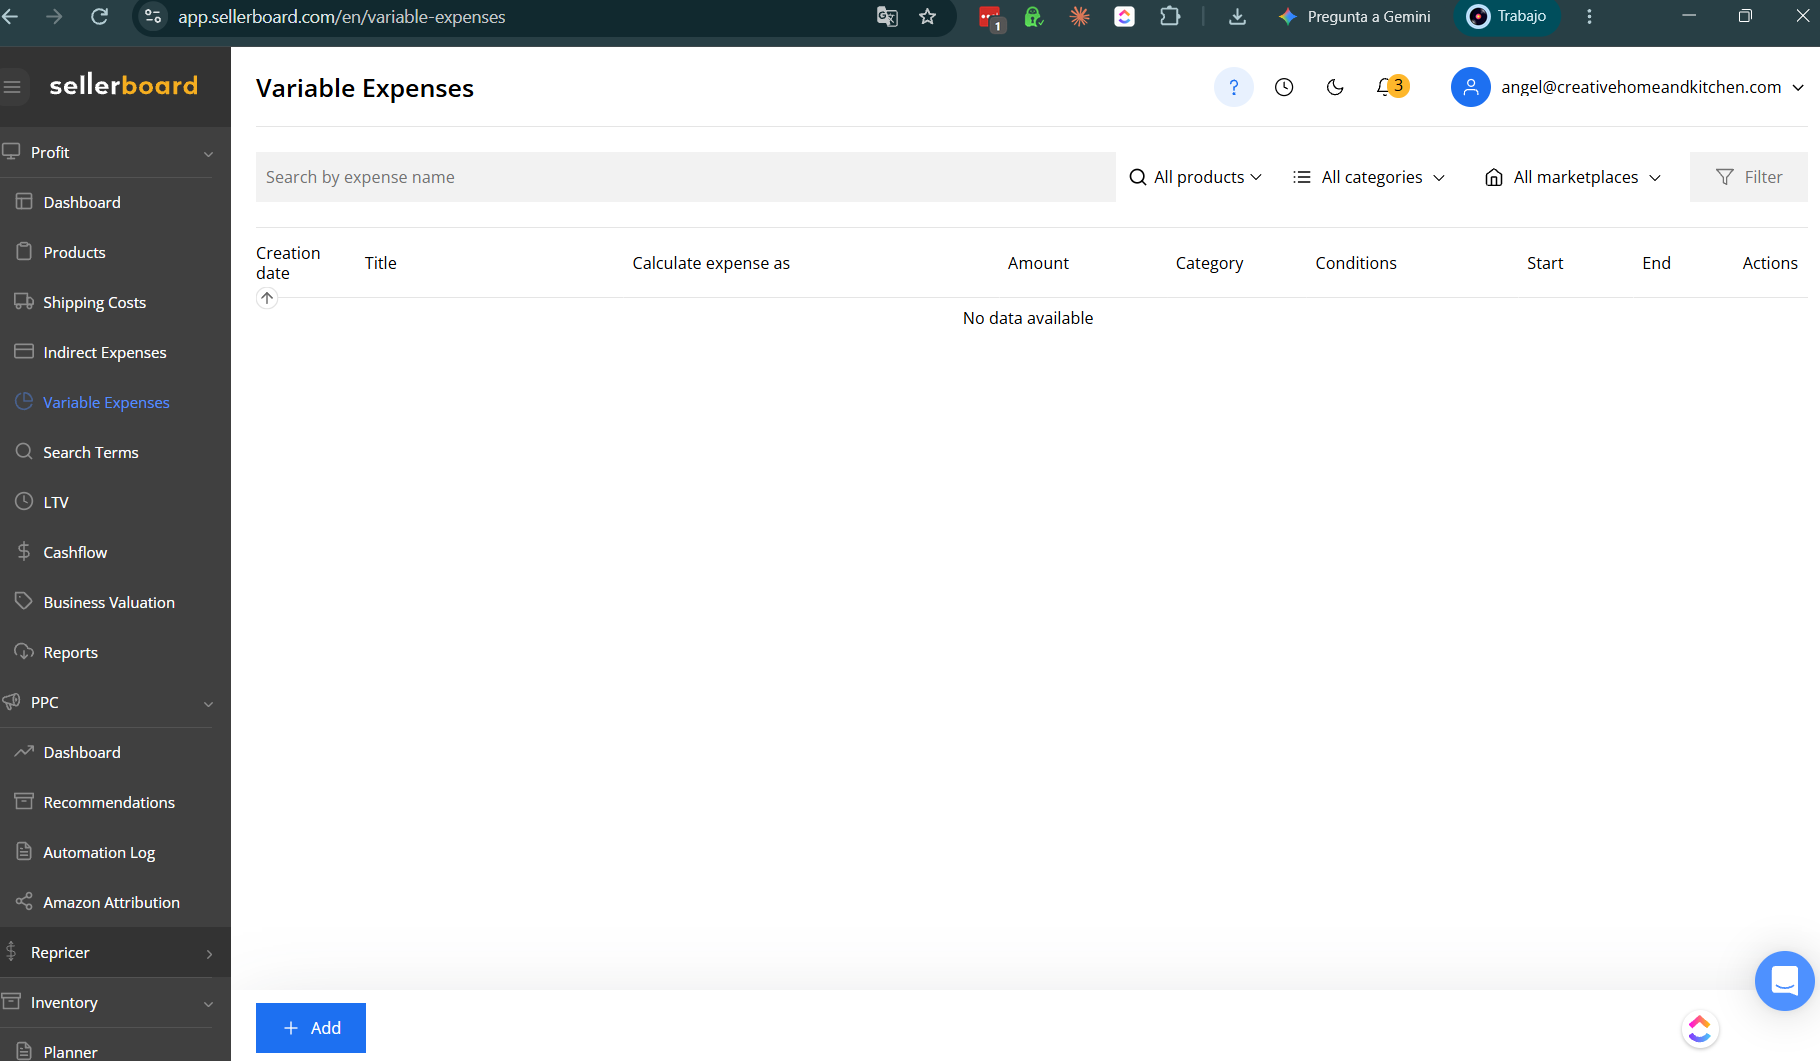 app.sellerboard.com/en/variable-expenses
1
Pregunta a Gemini
Trabajo
sellerboard
Variable Expenses
?
3
angel@creativehomeandkitchen.com
Profit
Dashboard
Products
Shipping Costs
Indirect Expenses
Variable Expenses
Search Terms
LTV
Cashflow
Business Valuation
Reports
PPC
Dashboard
Recommendations
Automation Log
Amazon Attribution
Repricer
Inventory
Planner
Search by expense name
All products
All categories
All marketplaces
Filter
Creation date
Title
Calculate expense as
Amount
Category
Conditions
Start
End
Actions
No data available
+ Add